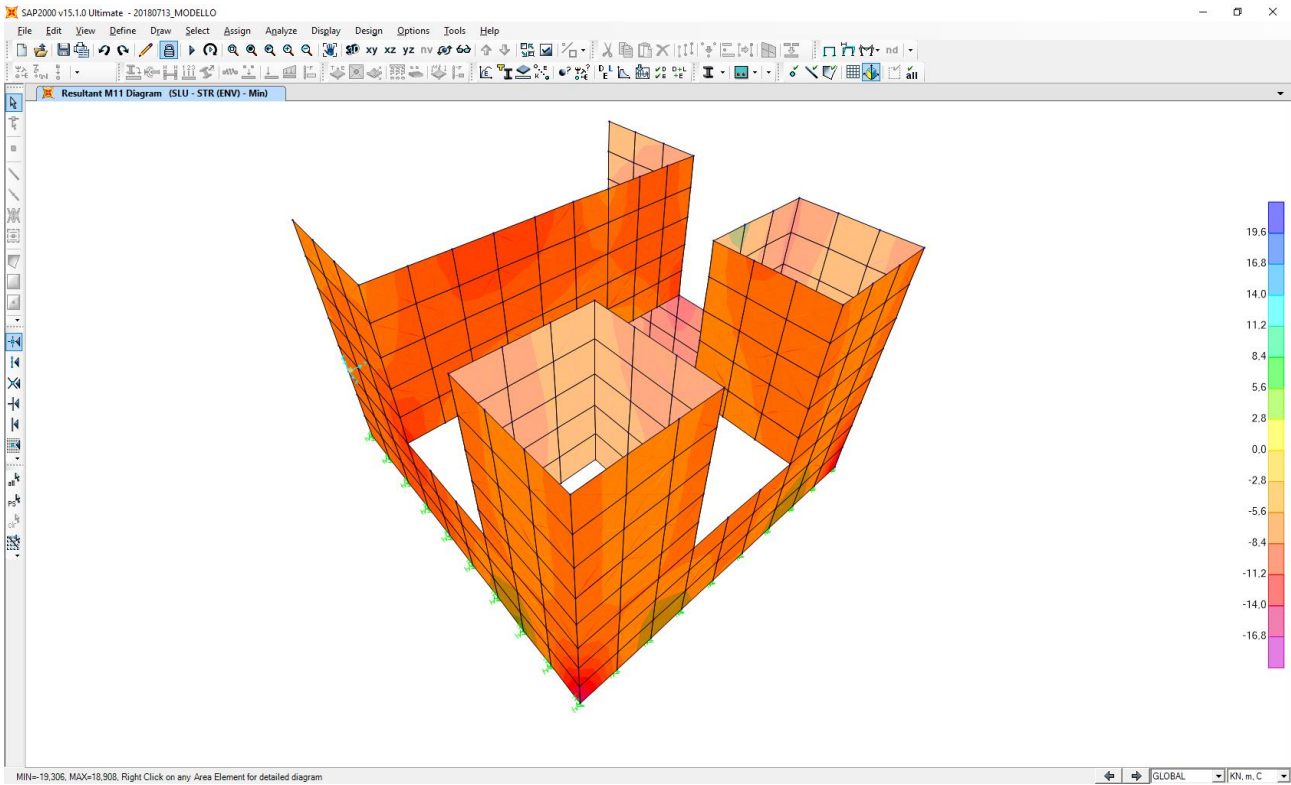 SAP2000 v15.1.0 Ultimate - 20180713_MODELLO
File Edit View Define Draw Select Assign Analyze Display Design Options Tools Help
xy xz yz nv nd
Resultant M11 Diagram (SLU - STR (ENV) - Min)
all
PS
clr
19.6
16.8
14.0
11.2
8.4
5.6
2.8
0.0
-2.8
-5.6
-8.4
-11.2
-14.0
-16.8
MIN=-19,306, MAX=18,908, Right Click on any Area Element for detailed diagram
GLOBAL
KN, m, C